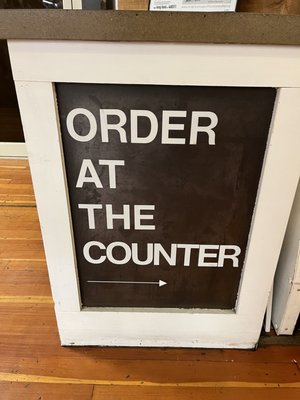 ORDER
AT
THE
COUNTER